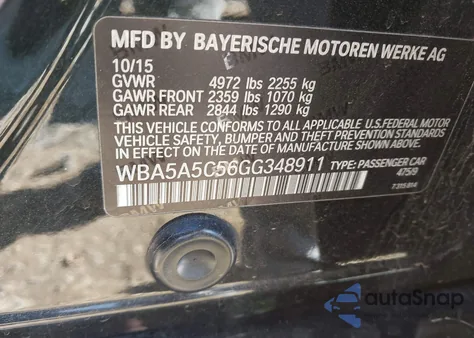 MFD BY BAYERISCHE MOTOREN WERKE AG
10/15
GVWR 4972 lbs 2255 kg
GAWR FRONT 2359 lbs 1070 kg
GAWR REAR 2844 lbs 1290 kg
THIS VEHICLE CONFORMS TO ALL APPLICABLE U.S.FEDERAL MOTOR
VEHICLE SAFETY, BUMPER AND THEFT PREVENTION STANDARDS
IN EFFECT ON THE DATE OF MANUFACTURE SHOWN ABOVE.
WBA5A5C56GG348911 TYPE: PASSENGER CAR
475/9
autoSnap